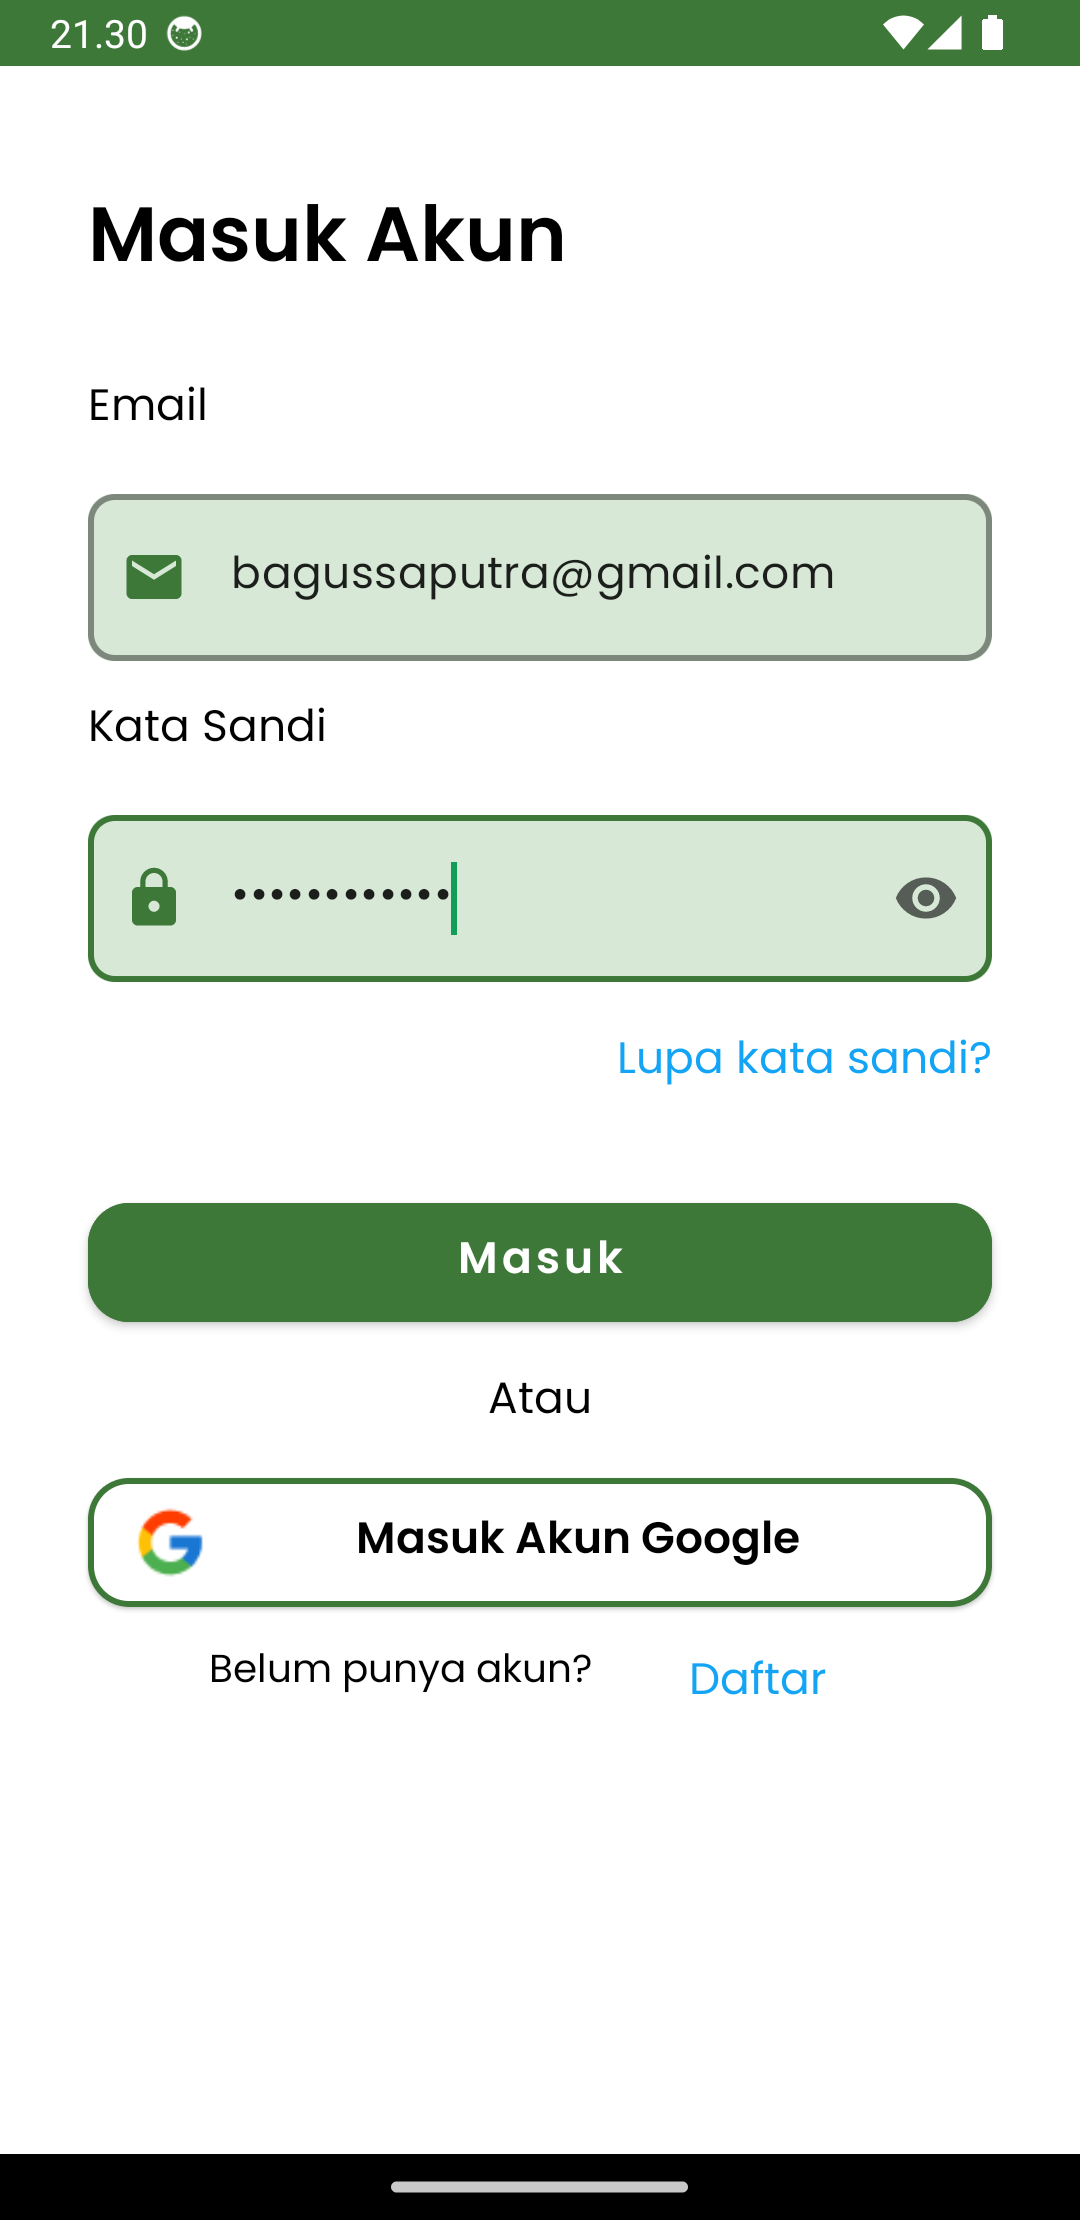 21.30
Masuk Akun
Email
bagussaputra@gmail.com
Kata Sandi
••••••••••••
Lupa kata sandi?
Masuk
Atau
Masuk Akun Google
Belum punya akun? Daftar